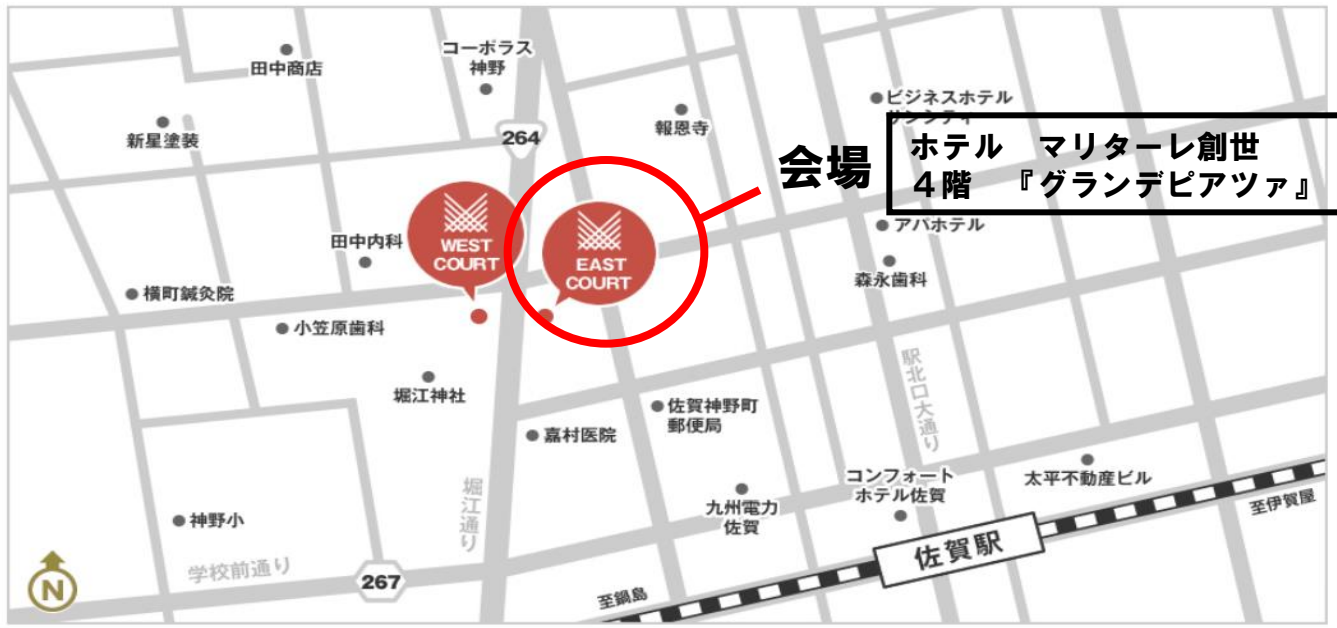 コーポラス
神野
田中商店
ビジネスホテル
サンシティ
報恩寺
新星塗装
264
会場
ホテル　マリターレ創世
４階　『グランデピアツァ』
田中内科
WEST
COURT
EAST
COURT
アパホテル
森永歯科
横町鍼灸院
小笠原歯科
堀江神社
駅北口大通り
佐賀神野町
郵便局
嘉村医院
コンフォート
ホテル佐賀
太平不動産ビル
堀江通り
九州電力
佐賀
至伊賀屋
神野小
佐賀駅
学校前通り
267
至鍋島
N